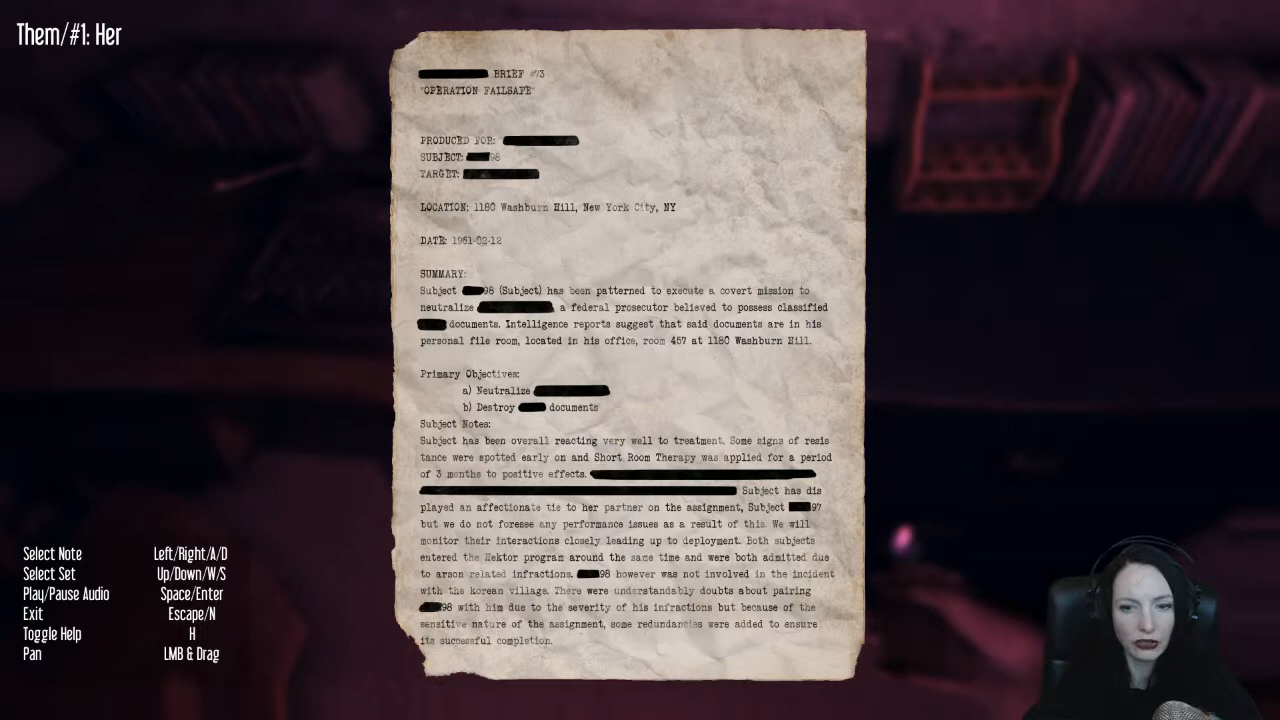 Them/#1: Her
BRIEF #73
"OPERATION FAILSAFE"
PRODUCED FOR:
SUBJECT: 98
TARGET:
LOCATION: 1180 Washburn Hill, New York City, NY
DATE: 1961-02-12
SUMMARY:
Subject 98 (Subject) has been patterned to execute a covert mission to
neutralize , a federal prosecutor believed to possess classified
documents. Intelligence reports suggest that said documents are in his
personal file room, located in his office, room 457 at 1180 Washburn Hill.
Primary Objectives:
a) Neutralize
b) Destroy documents
Subject Notes:
Subject has been overall reacting very well to treatment. Some signs of resis
tance were spotted early on and Short Room Therapy was applied for a period
of 3 months to positive effects.
Subject has dis
played an affectionate tie to her partner on the assignment, Subject 97
but we do not foresee any performance issues as a result of this. We will
monitor their interactions closely leading up to deployment. Both subjects
entered the Hektor program around the same time and were both admitted due
to arson related infractions. 98 however was not involved in the incident
with the korean village. There were understandably doubts about pairing
98 with him due to the severity of his infractions but because of the
sensitive nature of the assignment, some redundancies were added to ensure
its successful completion.
Select Note Left/Right/A/D
Select Set Up/Down/W/S
Play/Pause Audio Space/Enter
Exit Escape/N
Toggle Help H
Pan LMB & Drag